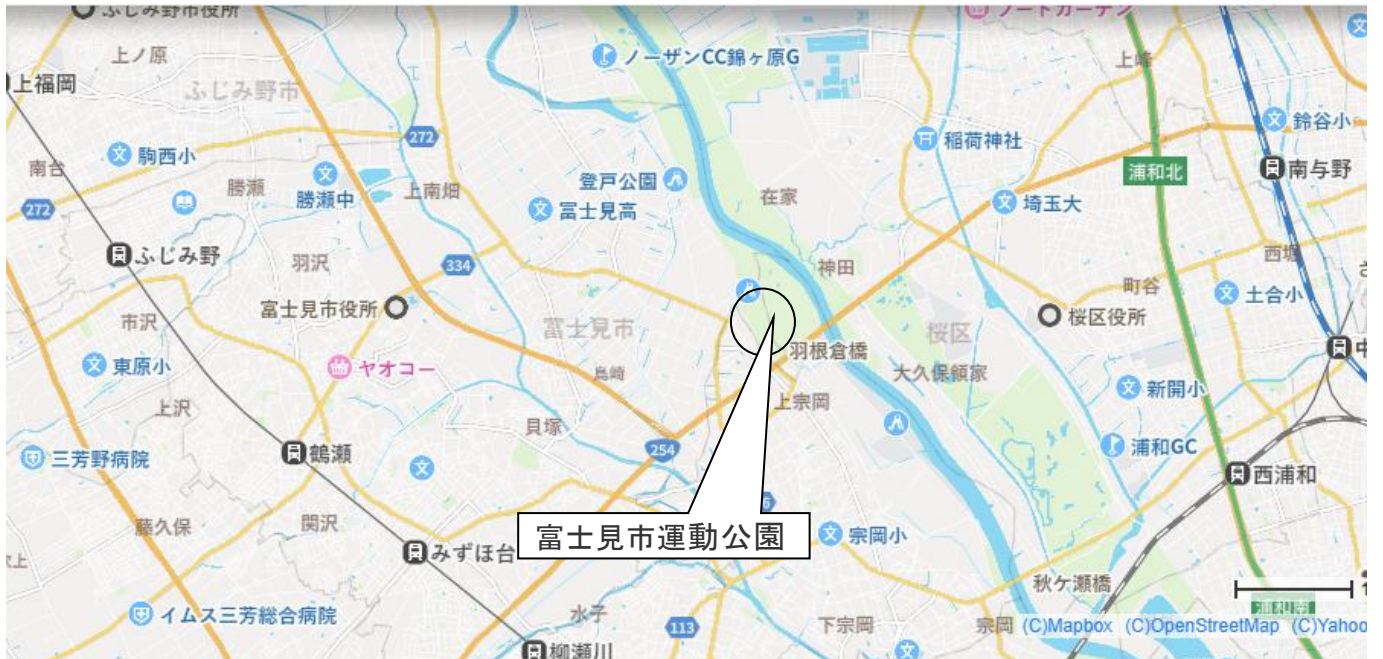 ふじみ野市役所
フードガーデン
上ノ原
ノーザンCC錦ヶ原G
上峰
上福岡
ふじみ野市
272
稲荷神社
鈴谷小
駒西小
南台
勝瀬
勝瀬中
上南畑
登戸公園
在家
浦和北
南与野
272
富士見高
埼玉大
ふじみ野
羽沢
334
神田
西堀
町谷
土合小
富士見市役所
市沢
富士見市
桜区
桜区役所
東原小
ヤオコー
鳥崎
羽根倉橋
大久保領家
中
上沢
貝塚
上宗岡
新開小
三芳野病院
鶴瀬
254
浦和GC
西浦和
藤久保
関沢
富士見市運動公園
宗岡小
みずほ台
秋ケ瀬橋
イムス三芳総合病院
水子
113
下宗岡
宗岡
浦和南
(C)Mapbox (C)OpenStreetMap (C)Yahoo
柳瀬川